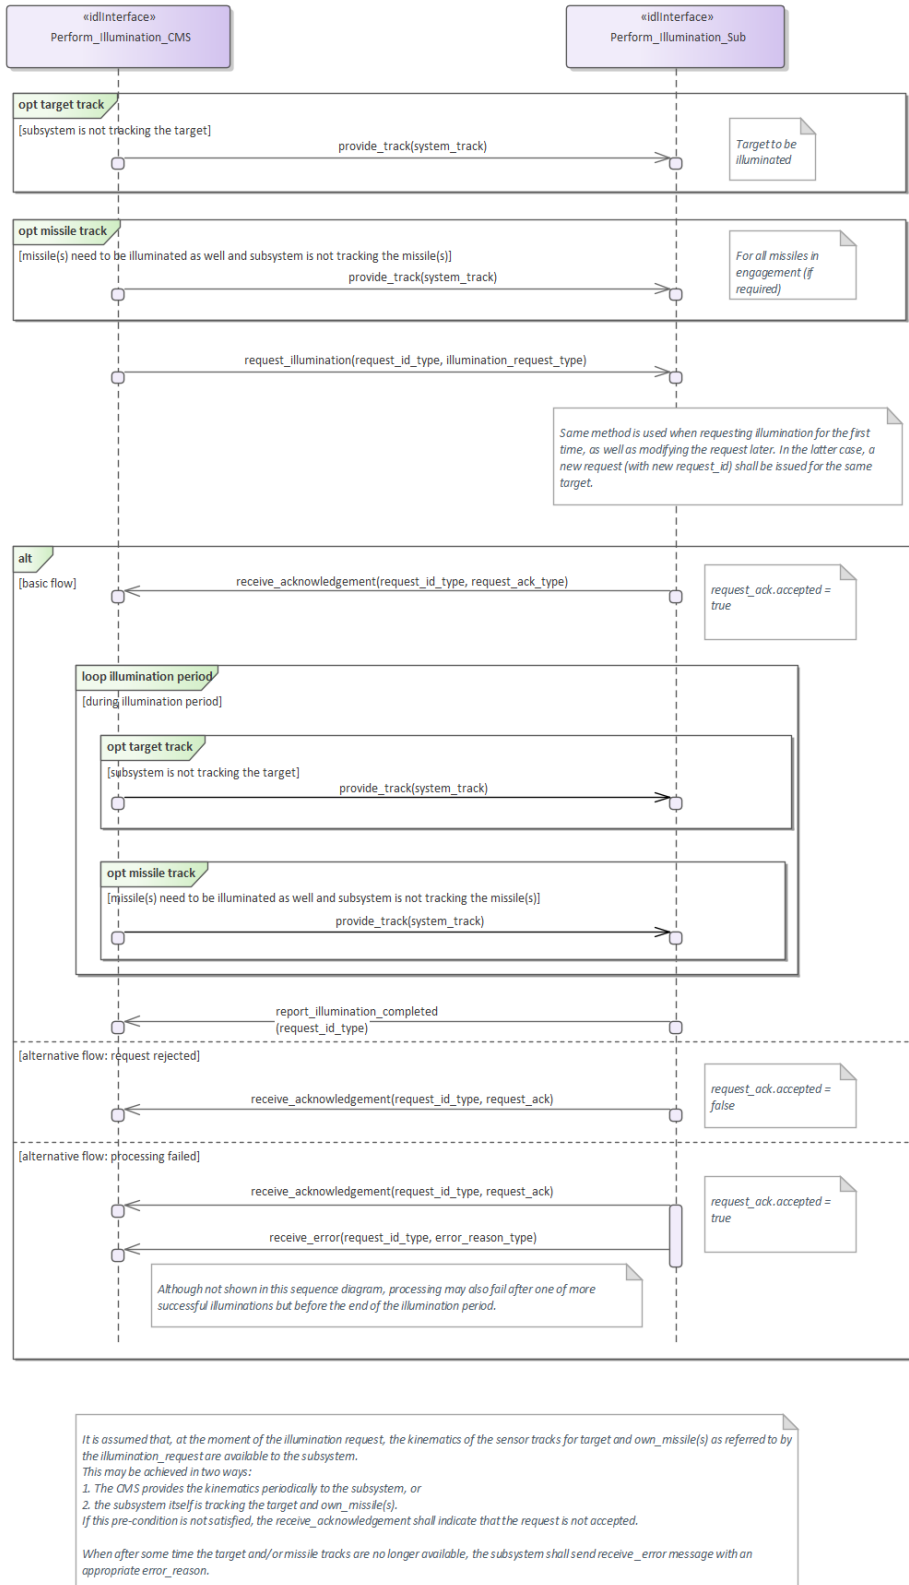 «idlInterface»
Perform_Illumination_CMS
«idlInterface»
Perform_Illumination_Sub
opt target track
[subsystem is not tracking the target]
provide_track(system_track)
Target to be
illuminated
opt missile track
[missile(s) need to be illuminated as well and subsystem is not tracking the missile(s)]
provide_track(system_track)
For all missiles in
engagement (if
required)
request_illumination(request_id_type, illumination_request_type)
Same method is used when requesting illumination for the first
time, as well as modifying the request later. In the latter case, a
new request (with new request_id) shall be issued for the same
target.
alt
[basic flow]
receive_acknowledgement(request_id_type, request_ack_type)
request_ack.accepted =
true
loop illumination period
[during illumination period]
opt target track
[subsystem is not tracking the target]
provide_track(system_track)
opt missile track
[missile(s) need to be illuminated as well and subsystem is not tracking the missile(s)]
provide_track(system_track)
report_illumination_completed
(request_id_type)
[alternative flow: request rejected]
receive_acknowledgement(request_id_type, request_ack)
request_ack.accepted =
false
[alternative flow: processing failed]
receive_acknowledgement(request_id_type, request_ack)
request_ack.accepted =
true
receive_error(request_id_type, error_reason_type)
Although not shown in this sequence diagram, processing may also fail after one of more
successful illuminations but before the end of the illumination period.
It is assumed that, at the moment of the illumination request, the kinematics of the sensor tracks for target and own_missile(s) as referred to by
the illumination_request are available to the subsystem.
This may be achieved in two ways:
1. The CMS provides the kinematics periodically to the subsystem, or
2. the subsystem itself is tracking the target and own_missile(s).
If this pre-condition is not satisfied, the receive_acknowledgement shall indicate that the request is not accepted.
When after some time the target and/or missile tracks are no longer available, the subsystem shall send receive_error message with an
appropriate error_reason.